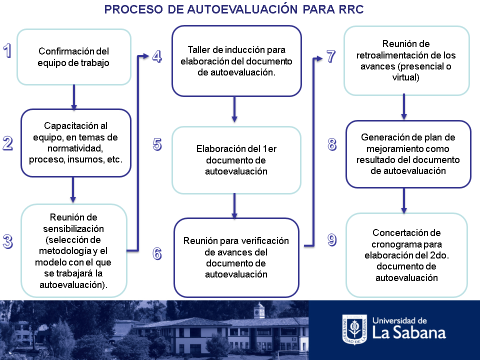 PROCESO DE AUTOEVALUACIÓN PARA RRC
1
Confirmación del
equipo de trabajo
2
Capacitación al
equipo, en temas de
normatividad,
proceso, insumos, etc.
3
Reunión de
sensibilización
(selección de
metodología y el
modelo con el que
se trabajará la
autoevaluación).
4
Taller de inducción para
elaboración del documento
de autoevaluación.
5
Elaboración del 1er
documento de
autoevaluación
6
Reunión para verificación
de avances del
documento de
autoevaluación
7
Reunión de
retroalimentación de los
avances (presencial o
virtual)
8
Generación de plan de
mejoramiento como
resultado del documento
de autoevaluación
9
Concertación de
cronograma para
elaboración del 2do.
documento de
autoevaluación
Universidad de
La Sabana